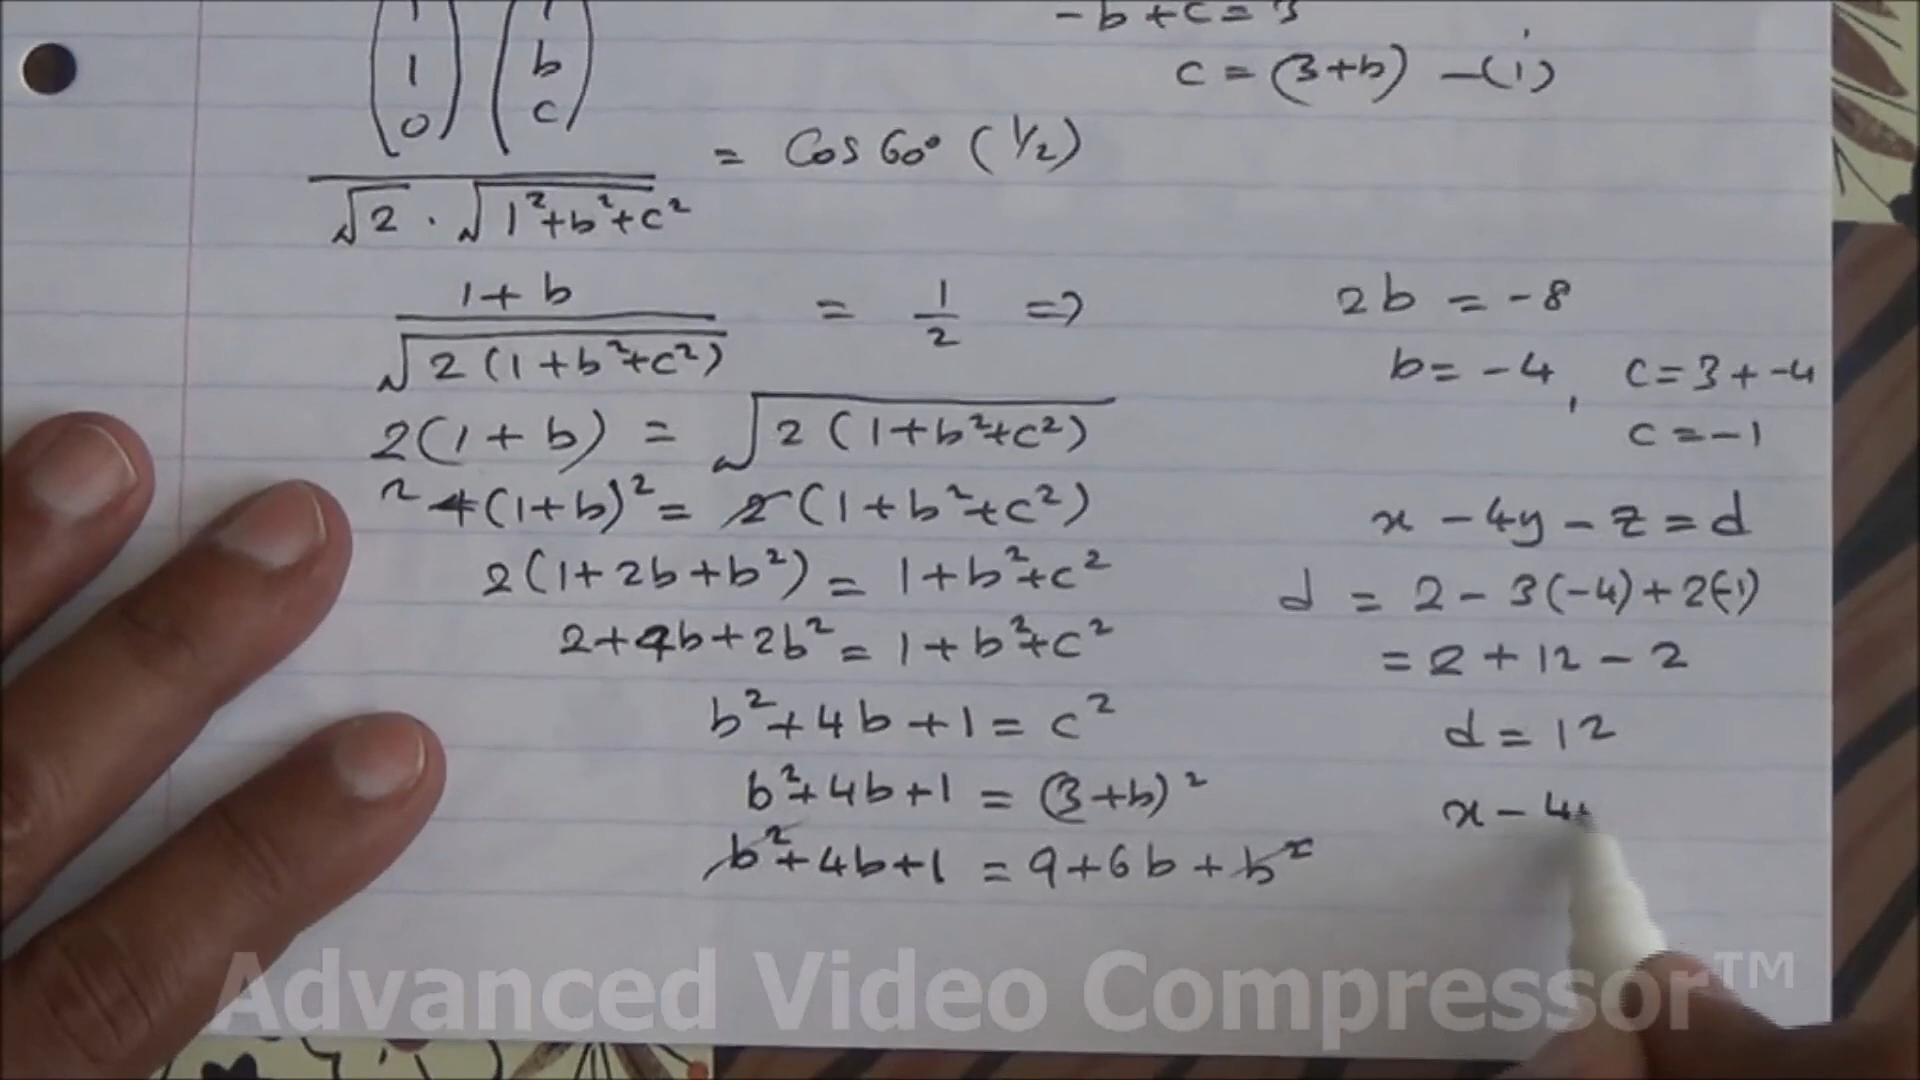 -b+c=3
c=(3+b) —(1)
1
1 b
0 c
= Cos 60° (1/2)
√2 . √1²+b²+c²
1+b
√2(1+b²+c²) = 1/2 =>
2(1+b) = √2(1+b²+c²)
2 4(1+b)² = 2(1+b²+c²)
2(1+2b+b²) = 1+b²+c²
2+4b+2b² = 1+b²+c²
b²+4b+1 = c²
b²+4b+1 = (3+b)²
b²+4b+1 = 9+6b+b²
2b = -8
b = -4, c=3+-4
c=-1
x-4y-z=d
d = 2-3(-4)+2(-1)
= 2+12-2
d=12
x-4
Advanced Video Compressor™